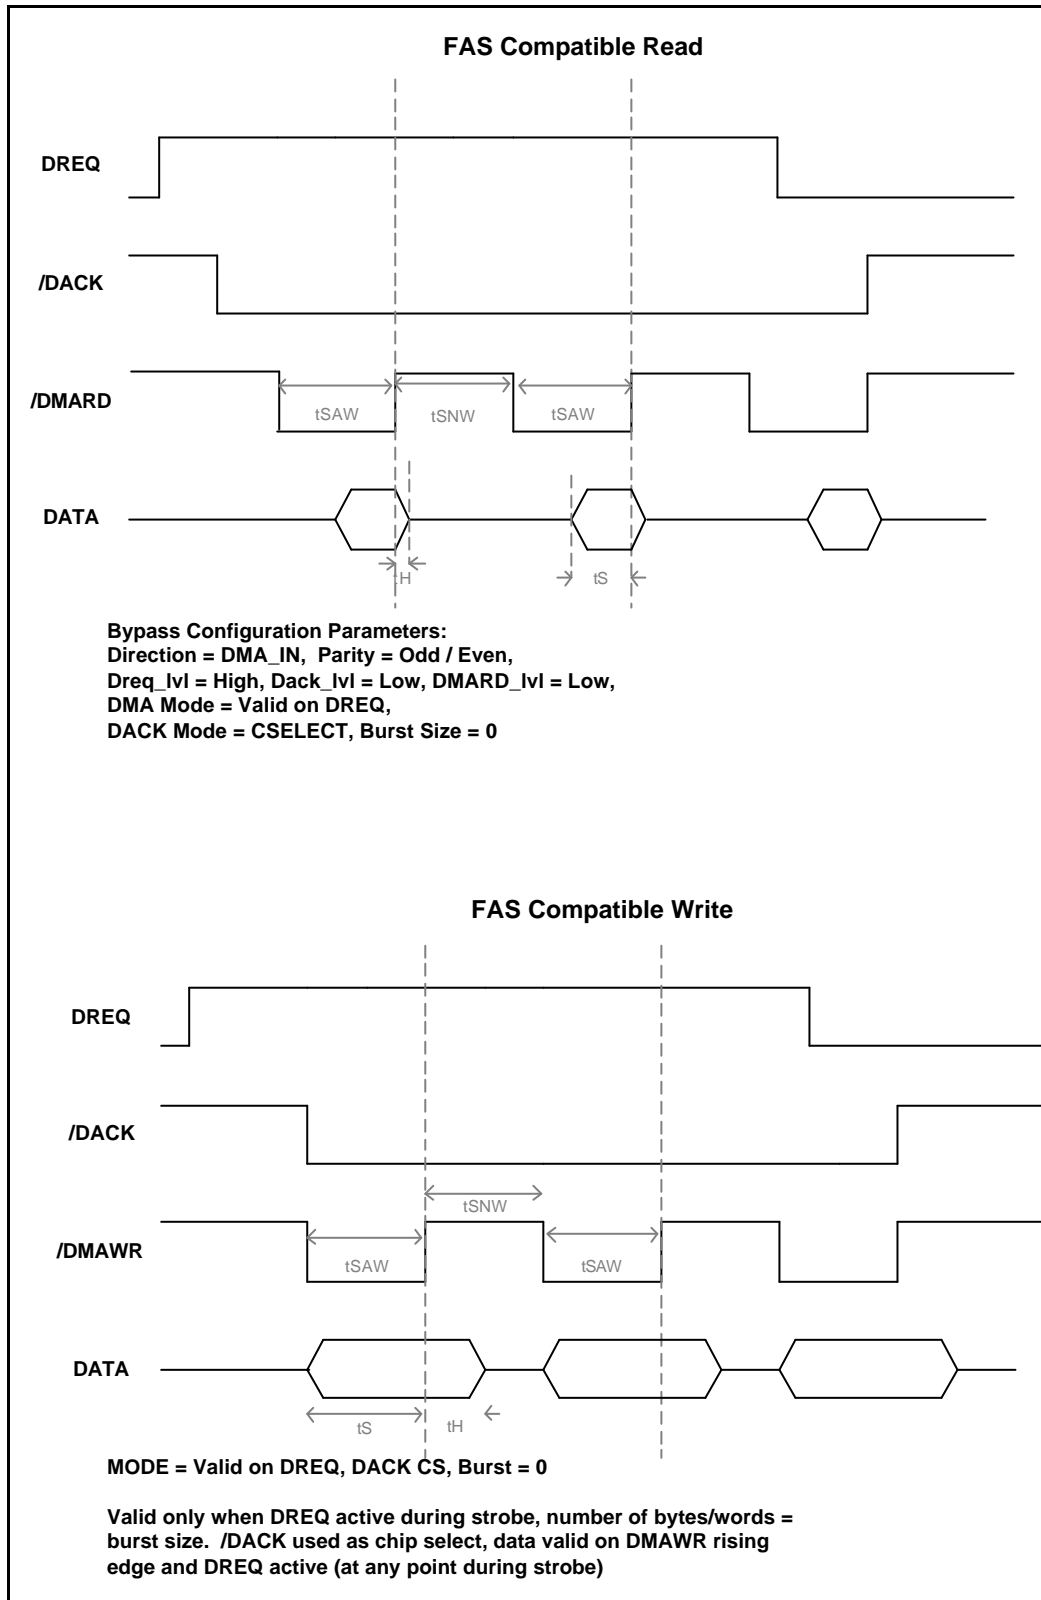 FAS Compatible Read
DREQ
/DACK
/DMARD
tSAW
tSNW
tSAW
DATA
tH
tS
Bypass Configuration Parameters:
Direction = DMA_IN, Parity = Odd / Even,
Dreq_lvl = High, Dack_lvl = Low, DMARD_lvl = Low,
DMA Mode = Valid on DREQ,
DACK Mode = CSELECT, Burst Size = 0
FAS Compatible Write
DREQ
/DACK
tSNW
/DMAWR
tSAW
tSAW
DATA
tS
tH
MODE = Valid on DREQ, DACK CS, Burst = 0
Valid only when DREQ active during strobe, number of bytes/words =
burst size. /DACK used as chip select, data valid on DMAWR rising
edge and DREQ active (at any point during strobe)